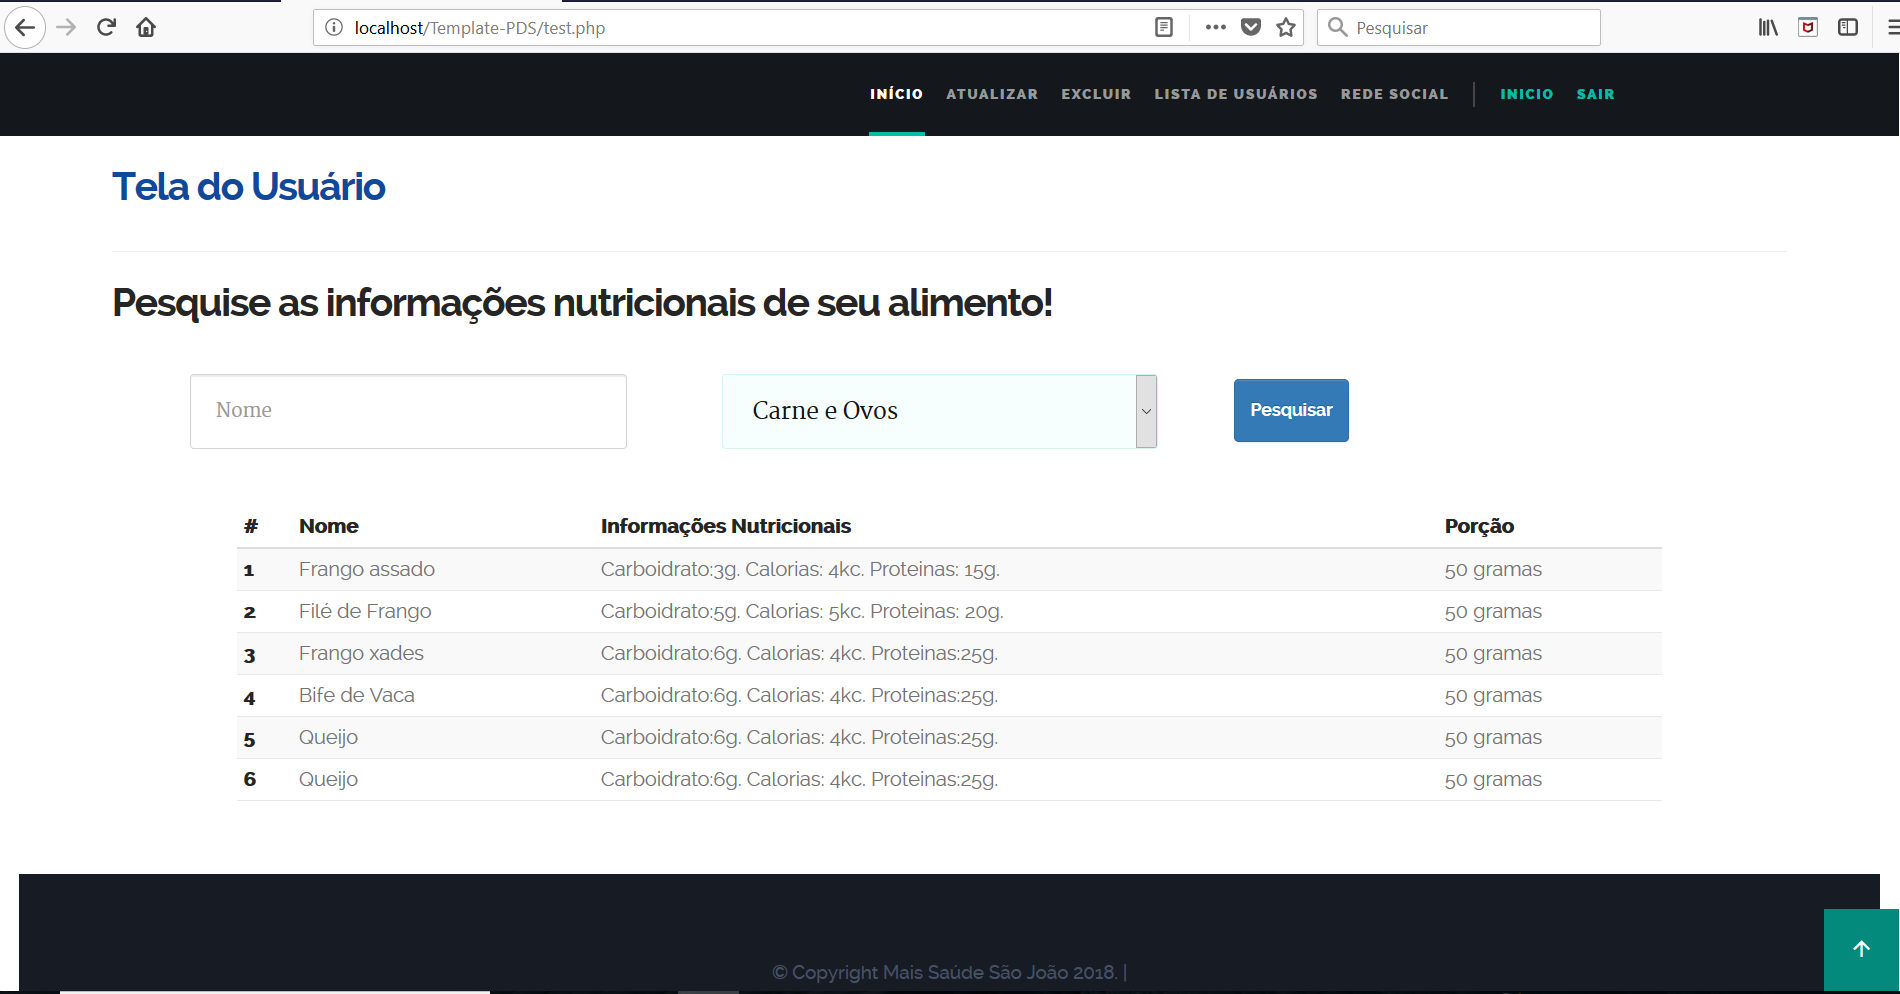 localhost/Template-PDS/test.php
Pesquisar
INÍCIO ATUALIZAR EXCLUIR LISTA DE USUÁRIOS REDE SOCIAL INICIO SAIR
Tela do Usuário
Pesquise as informações nutricionais de seu alimento!
Nome Carne e Ovos Pesquisar
# Nome Informações Nutricionais Porção
1 Frango assado Carboidrato:3g. Calorias: 4kc. Proteinas: 15g. 50 gramas
2 Filé de Frango Carboidrato:5g. Calorias: 5kc. Proteinas: 20g. 50 gramas
3 Frango xades Carboidrato:6g. Calorias: 4kc. Proteinas:25g. 50 gramas
4 Bife de Vaca Carboidrato:6g. Calorias: 4kc. Proteinas:25g. 50 gramas
5 Queijo Carboidrato:6g. Calorias: 4kc. Proteinas:25g. 50 gramas
6 Queijo Carboidrato:6g. Calorias: 4kc. Proteinas:25g. 50 gramas
© Copyright Mais Saúde São João 2018. |